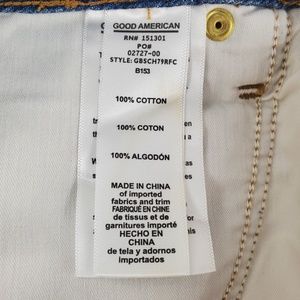 GOOD AMERICAN
RN# 151301
PO#
02727-00
STYLE: GBSCH79RFC
B153
100% COTTON
100% COTON
100% ALGODÓN
MADE IN CHINA
of imported
fabrics and trim
FABRIQUÉ EN CHINE
de tissus et de
garnitures importé
HECHO EN
CHINA
de tela y adornos
importados